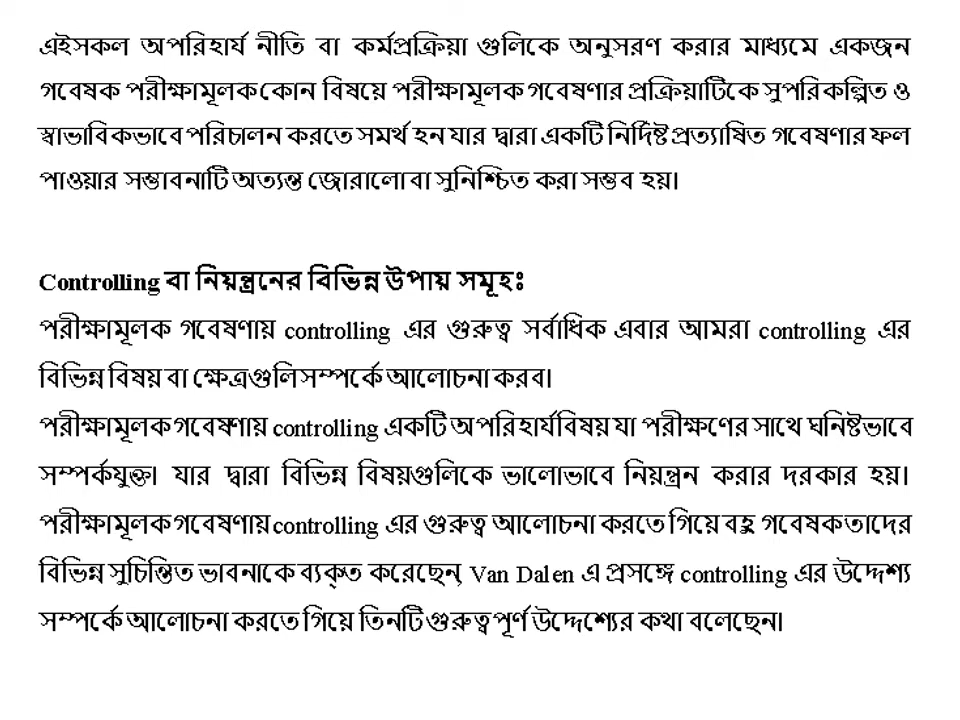 এইসকল অপরিহার্য নীতি বা কর্মপ্রক্রিয়া গুলিকে অনুসরণ করার মাধ্যমে একজন
গবেষক পরীক্ষামূলক কোন বিষয়ে পরীক্ষামূলক গবেষণার প্রক্রিয়াটিকে সুপরিকল্পিত ও
স্বাভাবিকভাবে পরিচালন করতে সমর্থ হন যার দ্বারা একটি নির্দিষ্ট প্রত্যাষিত গবেষণার ফল
পাওয়ার সম্ভাবনাটি অত্যন্ত জোরালো বা সুনিশ্চিত করা সম্ভব হয়।
Controlling বা নিয়ন্ত্রনের বিভিন্ন উপায় সমূহঃ
পরীক্ষামূলক গবেষণায় controlling এর গুরুত্ব সর্বাধিক এবার আমরা controlling এর
বিভিন্ন বিষয় বা ক্ষেত্রগুলি সম্পর্কে আলোচনা করব।
পরীক্ষামূলক গবেষণায় controlling একটি অপরিহার্য বিষয় যা পরীক্ষণের সাথে ঘনিষ্টভাবে
সম্পর্কযুক্ত। যার দ্বারা বিভিন্ন বিষয়গুলিকে ভালোভাবে নিয়ন্ত্রন করার দরকার হয়।
পরীক্ষামূলক গবেষণায় controlling এর গুরুত্ব আলোচনা করতে গিয়ে বহু গবেষক তাদের
বিভিন্ন সুচিন্তিত ভাবনাকে ব্যক্ত করেছেন, Van Dalen এ প্রসঙ্গে controlling এর উদ্দেশ্য
সম্পর্কে আলোচনা করতে গিয়ে তিনটি গুরুত্বপূর্ণ উদ্দেশ্যের কথা বলেছেন।